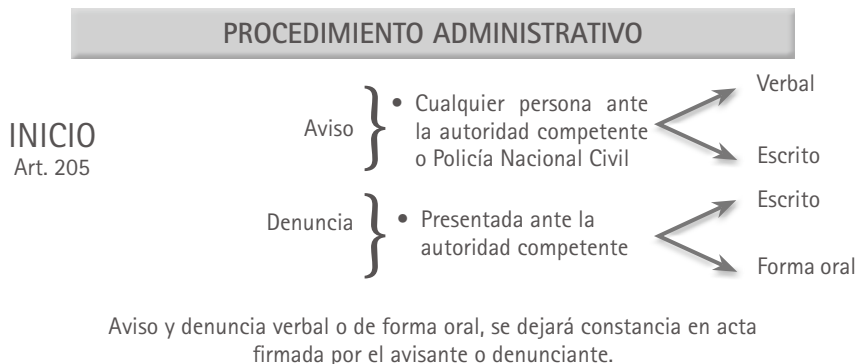 PROCEDIMIENTO ADMINISTRATIVO
INICIO
Art. 205
Aviso
• Cualquier persona ante
la autoridad competente
o Policía Nacional Civil
Verbal
Escrito
Denuncia
• Presentada ante la
autoridad competente
Escrito
Forma oral
Aviso y denuncia verbal o de forma oral, se dejará constancia en acta
firmada por el avisante o denunciante.